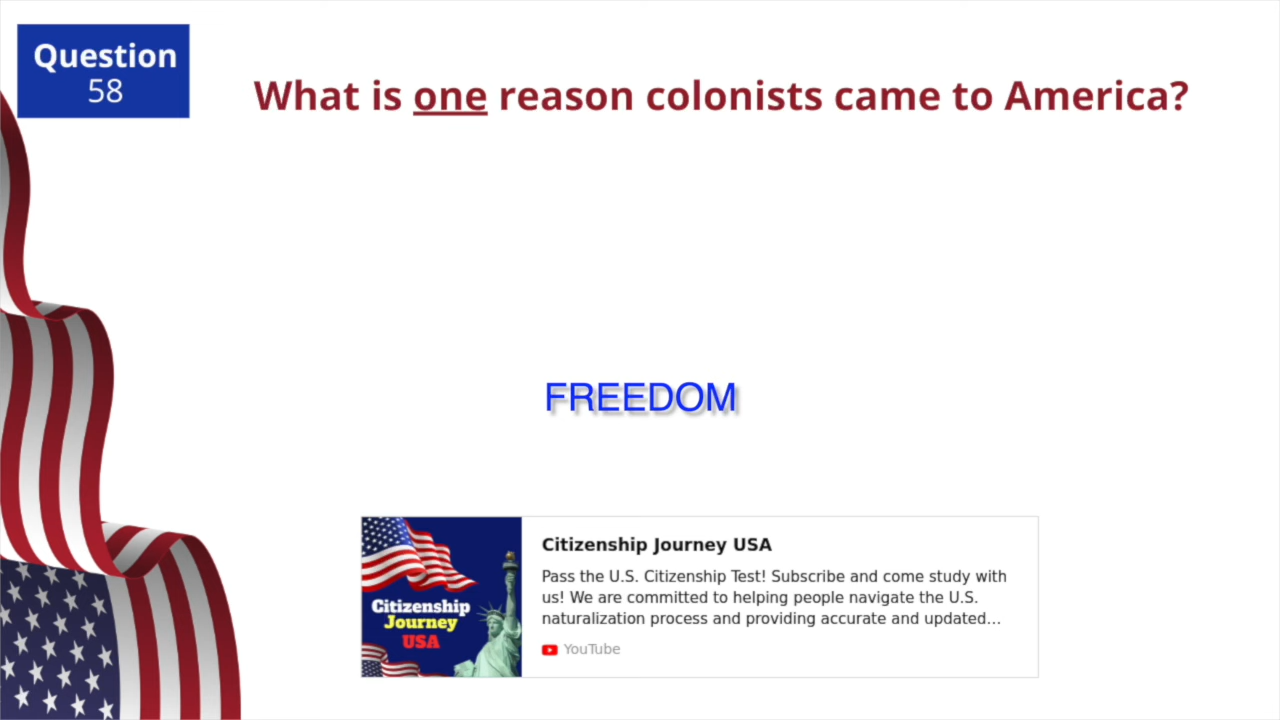 Question
58
What is one reason colonists came to America?
FREEDOM
Citizenship Journey USA
Pass the U.S. Citizenship Test! Subscribe and come study with
us! We are committed to helping people navigate the U.S.
naturalization process and providing accurate and updated...
YouTube
Citizenship
Journey
USA